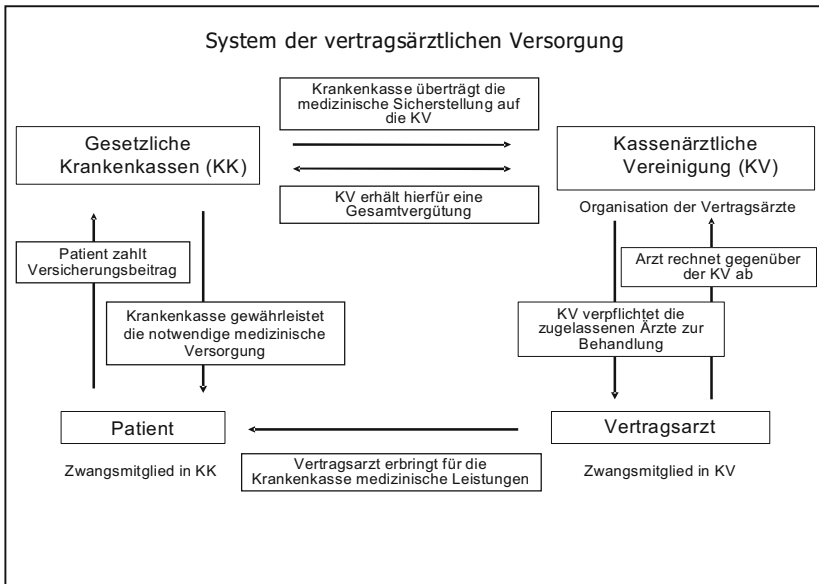 System der vertragsärztlichen Versorgung
Krankenkasse überträgt die
medizinische Sicherstellung auf
die KV
Gesetzliche
Krankenkassen (KK)
Kassenärztliche
Vereinigung (KV)
KV erhält hierfür eine
Gesamtvergütung
Organisation der Vertragsärzte
Patient zahlt
Versicherungsbeitrag
Arzt rechnet gegenüber
der KV ab
Krankenkasse gewährleistet
die notwendige medizinische
Versorgung
KV verpflichtet die
zugelassenen Ärzte zur
Behandlung
Patient
Vertragsarzt
Zwangsmitglied in KK
Vertragsarzt erbringt für die
Krankenkasse medizinische Leistungen
Zwangsmitglied in KV